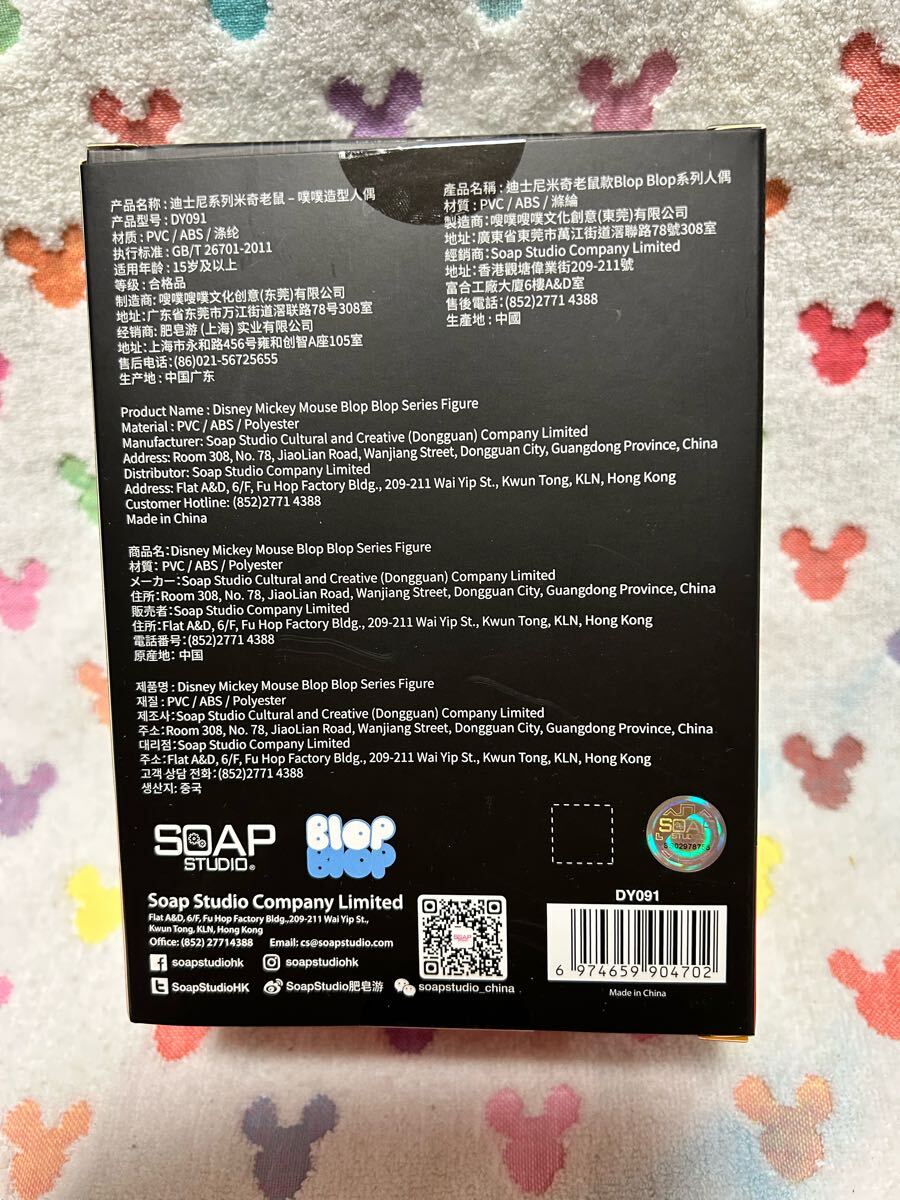 产品名称 : 迪士尼系列米奇老鼠 – 噗噗造型人偶
产品型号 : DY091
材质 : PVC / ABS / 涤纶
执行标准 : GB/T 26701-2011
适用年龄 : 15岁及以上
等级 : 合格品
制造商: 嗖噗嗖噗文化创意(东莞)有限公司
地址: 广东省东莞市万江街道滘联路78号308室
经销商: 肥皂游 (上海) 实业有限公司
地址: 上海市永和路456号雍和创智A座105室
售后电话: (86)021-56725655
生产地 : 中国广东
產品名稱 : 迪士尼米奇老鼠款Blop Blop系列人偶
材質 : PVC / ABS / 滌綸
製造商 : 嗖噗嗖噗文化創意(東莞)有限公司
地址: 廣東省東莞市萬江街道滘聯路78號308室
經銷商 : Soap Studio Company Limited
地址: 香港觀塘偉業街209-211號
富合工廠大廈6樓A&D室
售後電話 : (852)2771 4388
生產地 : 中國
Product Name : Disney Mickey Mouse Blop Blop Series Figure
Material : PVC / ABS / Polyester
Manufacturer: Soap Studio Cultural and Creative (Dongguan) Company Limited
Address: Room 308, No. 78, JiaoLian Road, Wanjiang Street, Dongguan City, Guangdong Province, China
Distributor: Soap Studio Company Limited
Address: Flat A&D, 6/F, Fu Hop Factory Bldg., 209-211 Wai Yip St., Kwun Tong, KLN, Hong Kong
Customer Hotline: (852)2771 4388
Made in China
商品名：Disney Mickey Mouse Blop Blop Series Figure
材質： PVC / ABS / Polyester
メーカー：Soap Studio Cultural and Creative (Dongguan) Company Limited
住所：Room 308, No. 78, JiaoLian Road, Wanjiang Street, Dongguan City, Guangdong Province, China
販売者：Soap Studio Company Limited
住所：Flat A&D, 6/F, Fu Hop Factory Bldg., 209-211 Wai Yip St., Kwun Tong, KLN, Hong Kong
電話番号：(852)2771 4388
原産地： 中国
제품명 : Disney Mickey Mouse Blop Blop Series Figure
재질 : PVC / ABS / Polyester
제조사 : Soap Studio Cultural and Creative (Dongguan) Company Limited
주소 : Room 308, No. 78, JiaoLian Road, Wanjiang Street, Dongguan City, Guangdong Province, China
대리점 : Soap Studio Company Limited
주소 : Flat A&D, 6/F, Fu Hop Factory Bldg., 209-211 Wai Yip St., Kwun Tong, KLN, Hong Kong
고객 상담 전화 : (852)2771 4388
생산지: 중국
SOAP
STUDIO®
Blop
Blop
SOAP
Soap Studio Company Limited
Flat A&D, 6/F, Fu Hop Factory Bldg.,209-211 Wai Yip St.,
Kwun Tong, KLN, Hong Kong
Office: (852) 27714388 Email: cs@soapstudio.com
soapstudiohk soapstudiohk
SoapStudioHK SoapStudio肥皂游 soapstudio_china
SOAP
DY091
6 974659 904702
Made in China